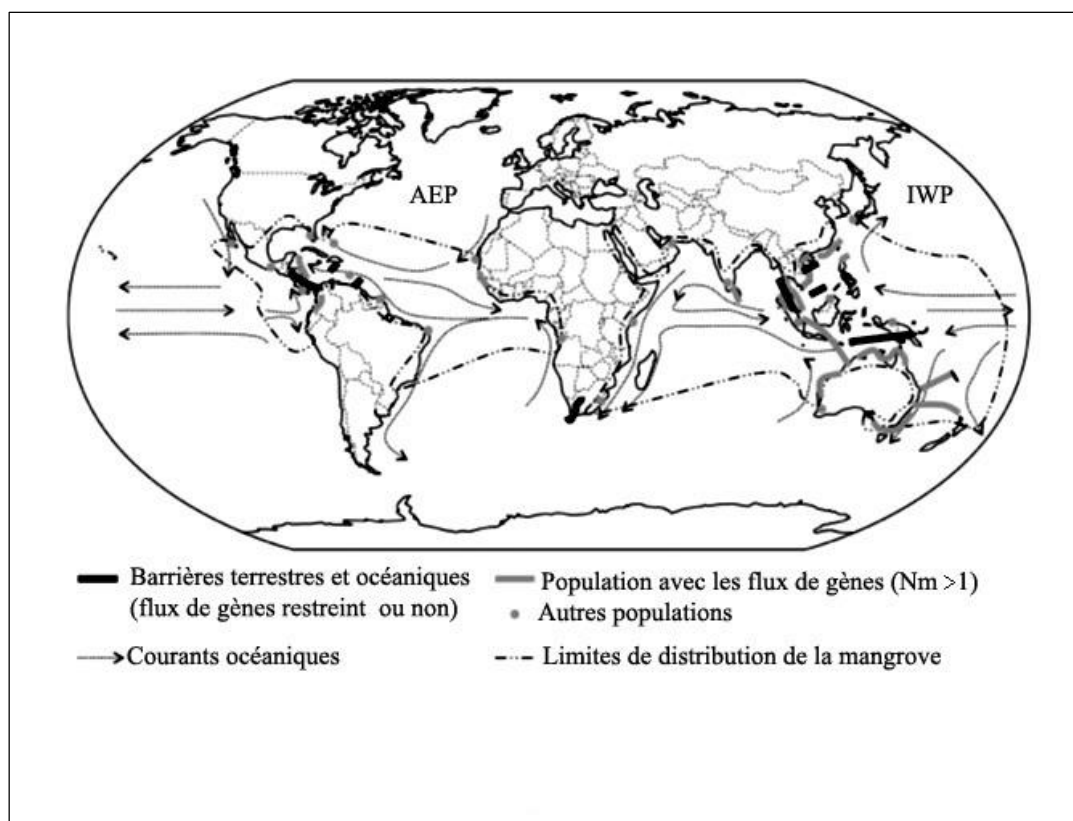 AEP
IWP
Barrières terrestres et océaniques
(flux de gènes restreint ou non)
Population avec les flux de gènes (Nm >1)
Autres populations
Courants océaniques
Limites de distribution de la mangrove